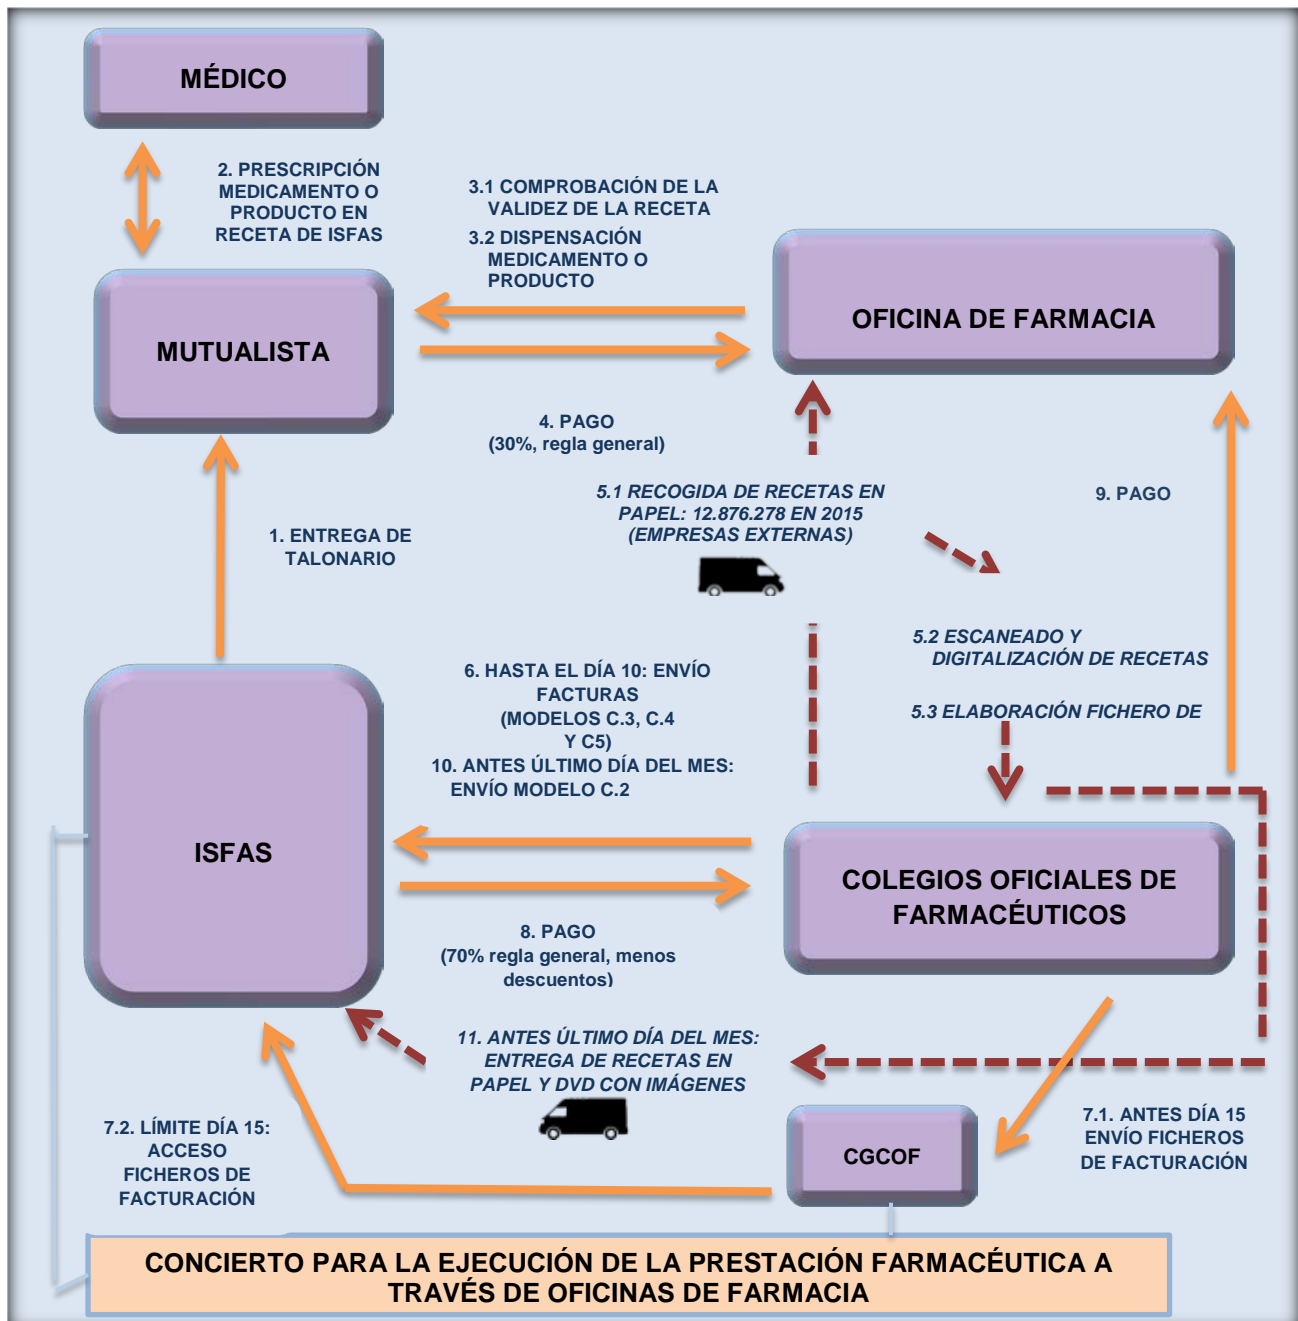 MÉDICO
2. PRESCRIPCIÓN
MEDICAMENTO O
PRODUCTO EN
RECETA DE ISFAS
3.1 COMPROBACIÓN DE LA
VALIDEZ DE LA RECETA
3.2 DISPENSACIÓN
MEDICAMENTO O
PRODUCTO
MUTUALISTA
OFICINA DE FARMACIA
4. PAGO
(30%, regla general)
5.1 RECOGIDA DE RECETAS EN
PAPEL: 12.876.278 EN 2015
(EMPRESAS EXTERNAS)
9. PAGO
1. ENTREGA DE
TALONARIO
5.2 ESCANEADO Y
DIGITALIZACIÓN DE RECETAS
5.3 ELABORACIÓN FICHERO DE
6. HASTA EL DÍA 10: ENVÍO
FACTURAS
(MODELOS C.3, C.4
Y C5)
10. ANTES ÚLTIMO DÍA DEL MES:
ENVÍO MODELO C.2
ISFAS
COLEGIOS OFICIALES DE
FARMACÉUTICOS
8. PAGO
(70% regla general, menos
descuentos)
11. ANTES ÚLTIMO DÍA DEL MES:
ENTREGA DE RECETAS EN
PAPEL Y DVD CON IMÁGENES
7.2. LÍMITE DÍA 15:
ACCESO
FICHEROS DE
FACTURACIÓN
CGCOF
7.1. ANTES DÍA 15
ENVÍO FICHEROS
DE FACTURACIÓN
CONCIERTO PARA LA EJECUCIÓN DE LA PRESTACIÓN FARMACÉUTICA A
TRAVÉS DE OFICINAS DE FARMACIA